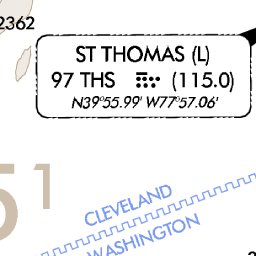 2362
ST THOMAS (L)
97 THS (115.0)
N39°55.99' W77°57.06'
51
CLEVELAND
WASHINGTON